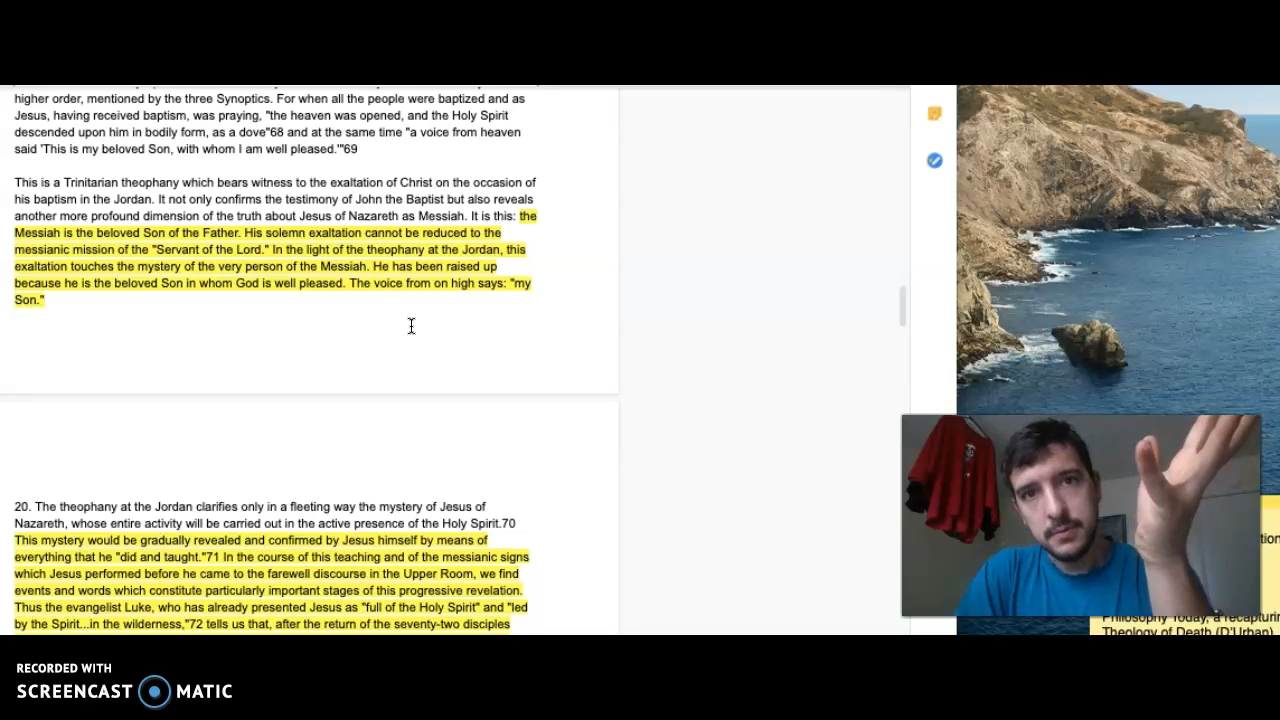 higher order, mentioned by the three Synoptics. For when all the people were baptized and as
Jesus, having received baptism, was praying, "the heaven was opened, and the Holy Spirit
descended upon him in bodily form, as a dove"68 and at the same time "a voice from heaven
said 'This is my beloved Son, with whom I am well pleased.'"69
This is a Trinitarian theophany which bears witness to the exaltation of Christ on the occasion of
his baptism in the Jordan. It not only confirms the testimony of John the Baptist but also reveals
another more profound dimension of the truth about Jesus of Nazareth as Messiah. It is this: the
Messiah is the beloved Son of the Father. His solemn exaltation cannot be reduced to the
messianic mission of the "Servant of the Lord." In the light of the theophany at the Jordan, this
exaltation touches the mystery of the very person of the Messiah. He has been raised up
because he is the beloved Son in whom God is well pleased. The voice from on high says: "my
Son."
20. The theophany at the Jordan clarifies only in a fleeting way the mystery of Jesus of
Nazareth, whose entire activity will be carried out in the active presence of the Holy Spirit.70
This mystery would be gradually revealed and confirmed by Jesus himself by means of
everything that he "did and taught."71 In the course of this teaching and of the messianic signs
which Jesus performed before he came to the farewell discourse in the Upper Room, we find
events and words which constitute particularly important stages of this progressive revelation.
Thus the evangelist Luke, who has already presented Jesus as "full of the Holy Spirit" and "led
by the Spirit...in the wilderness,"72 tells us that, after the return of the seventy-two disciples
Philosophy Today, a recapturi
Theology of Death (D'Urban)
RECORDED WITH
SCREENCAST MATIC